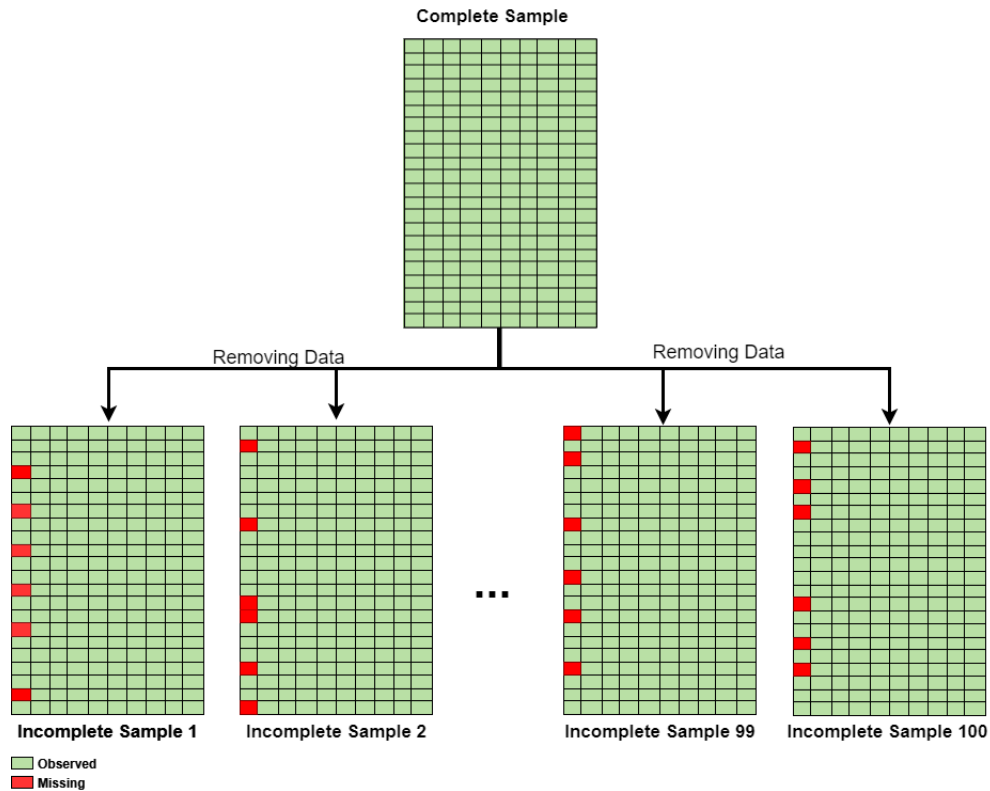 Complete Sample
Removing Data
Removing Data
...
Incomplete Sample 1
Incomplete Sample 2
Incomplete Sample 99
Incomplete Sample 100
Observed
Missing